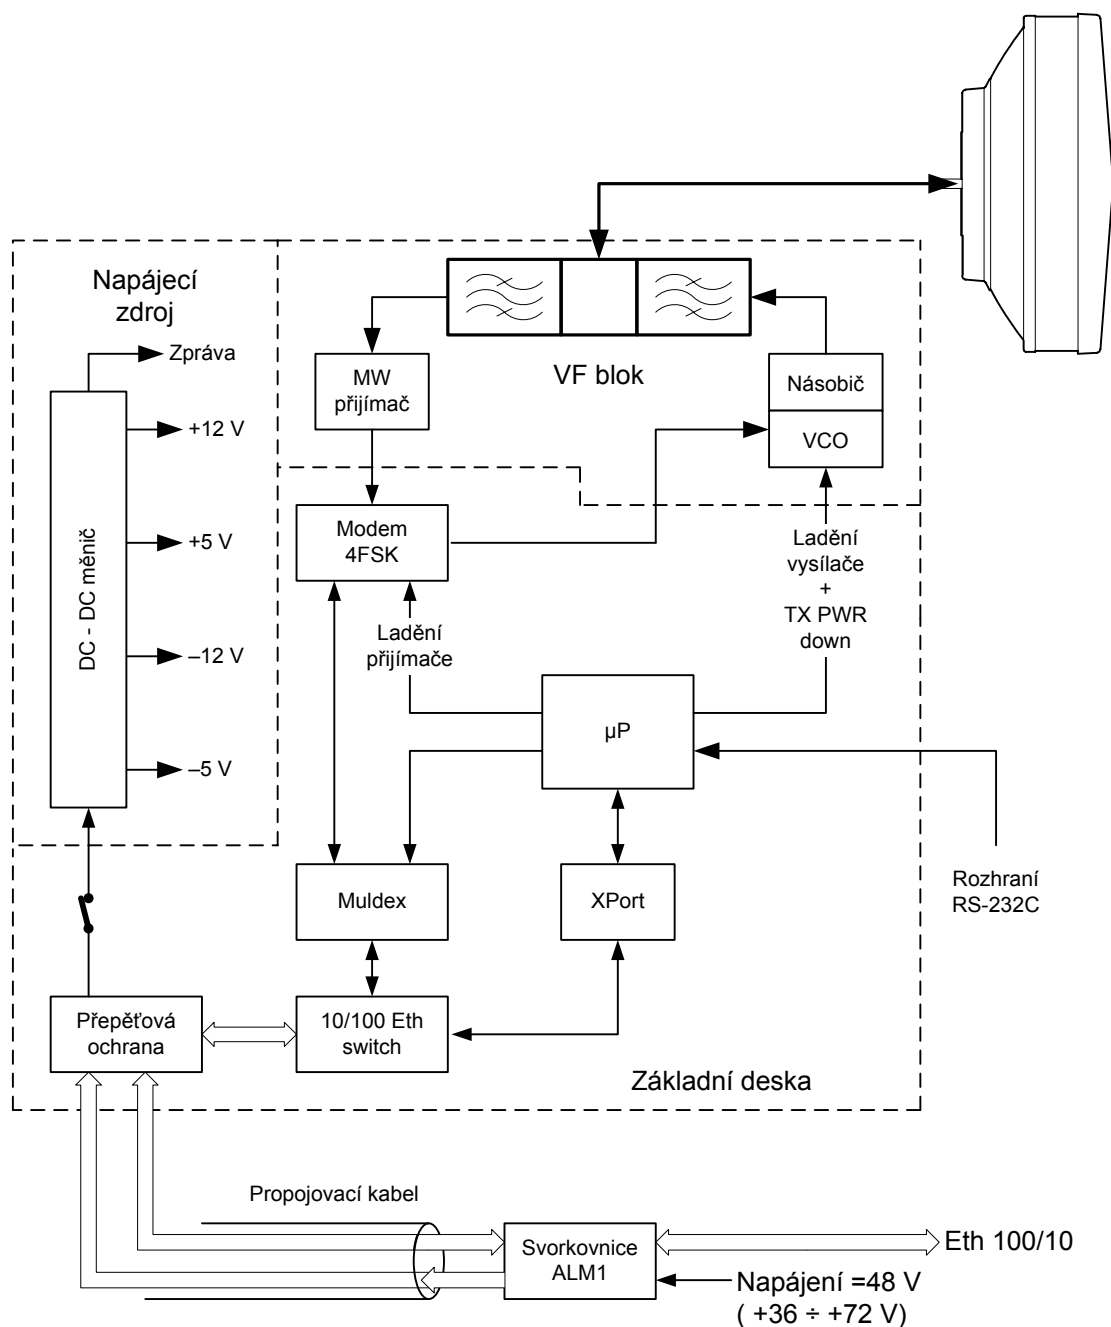 Napájecí
zdroj
Zpráva
+12 V
+5 V
–12 V
–5 V
DC - DC měnič
MW
přijímač
VF blok
Násobič
VCO
Modem
4FSK
Ladění
přijímače
Ladění
vysílače
+
TX PWR
down
µP
Muldex
XPort
Rozhraní
RS-232C
Přepěťová
ochrana
10/100 Eth
switch
Základní deska
Propojovací kabel
Svorkovnice
ALM1
Eth 100/10
Napájení =48 V
( +36 ÷ +72 V)